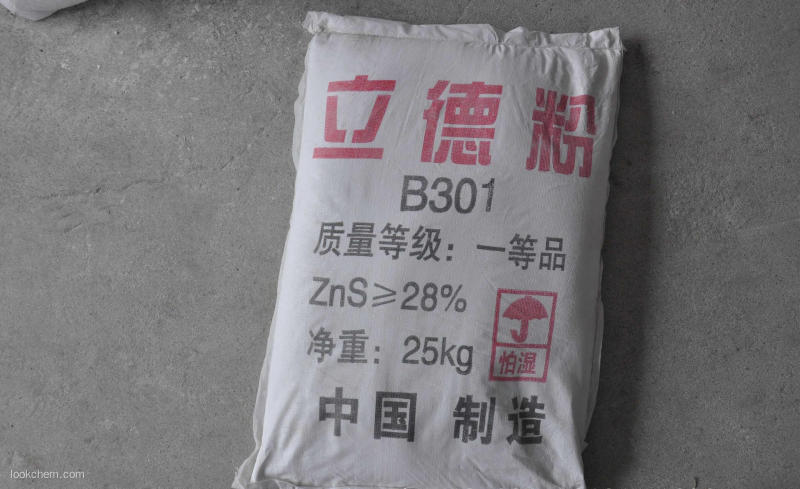 立德粉
B301
质量等级：一等品
ZnS≥28%
净重：25kg
怕湿
中国 制造
lookchem.com